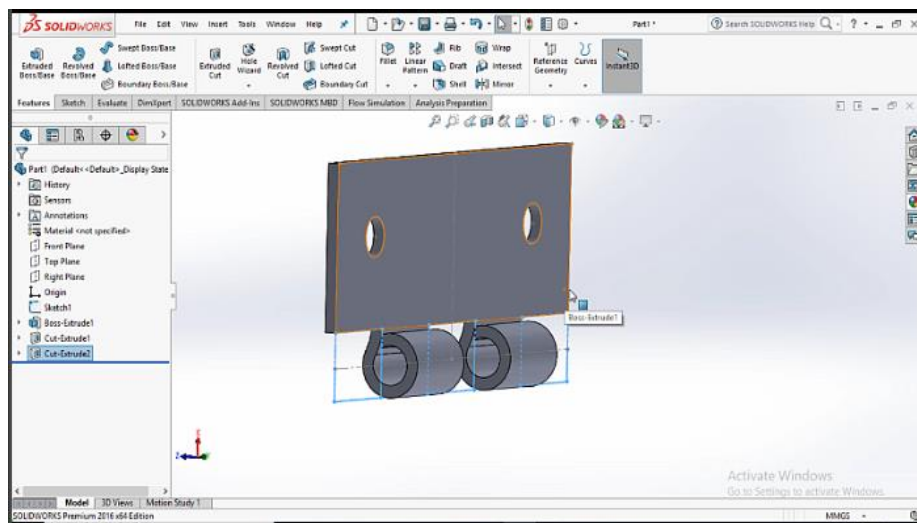 SOLIDWORKS File Edit View Insert Tools Window Help Part1 * Search SOLIDWORKS Help
Extruded Boss/Base
Revolved Boss/Base
Swept Boss/Base
Lofted Boss/Base
Boundary Boss/Base
Extruded Cut
Hole Wizard
Revolved Cut
Swept Cut
Lofted Cut
Boundary Cut
Fillet
Linear Pattern
Rib
Draft
Shell
Wrap
Intersect
Mirror
Reference Geometry
Curves
Instant3D
Features Sketch Evaluate DimXpert SOLIDWORKS Add-Ins SOLIDWORKS MBD Flow Simulation Analysis Preparation
Part1 (Default<<Default>_Display State
History
Sensors
Annotations
Material <not specified>
Front Plane
Top Plane
Right Plane
Origin
Sketch1
Boss-Extrude1
Cut-Extrude1
Cut-Extrude2
Boss-Extrude1
Activate Windows
Go to Settings to activate Windows.
Model 3D Views Motion Study 1
SOLIDWORKS Premium 2016 x64 Edition MMGS